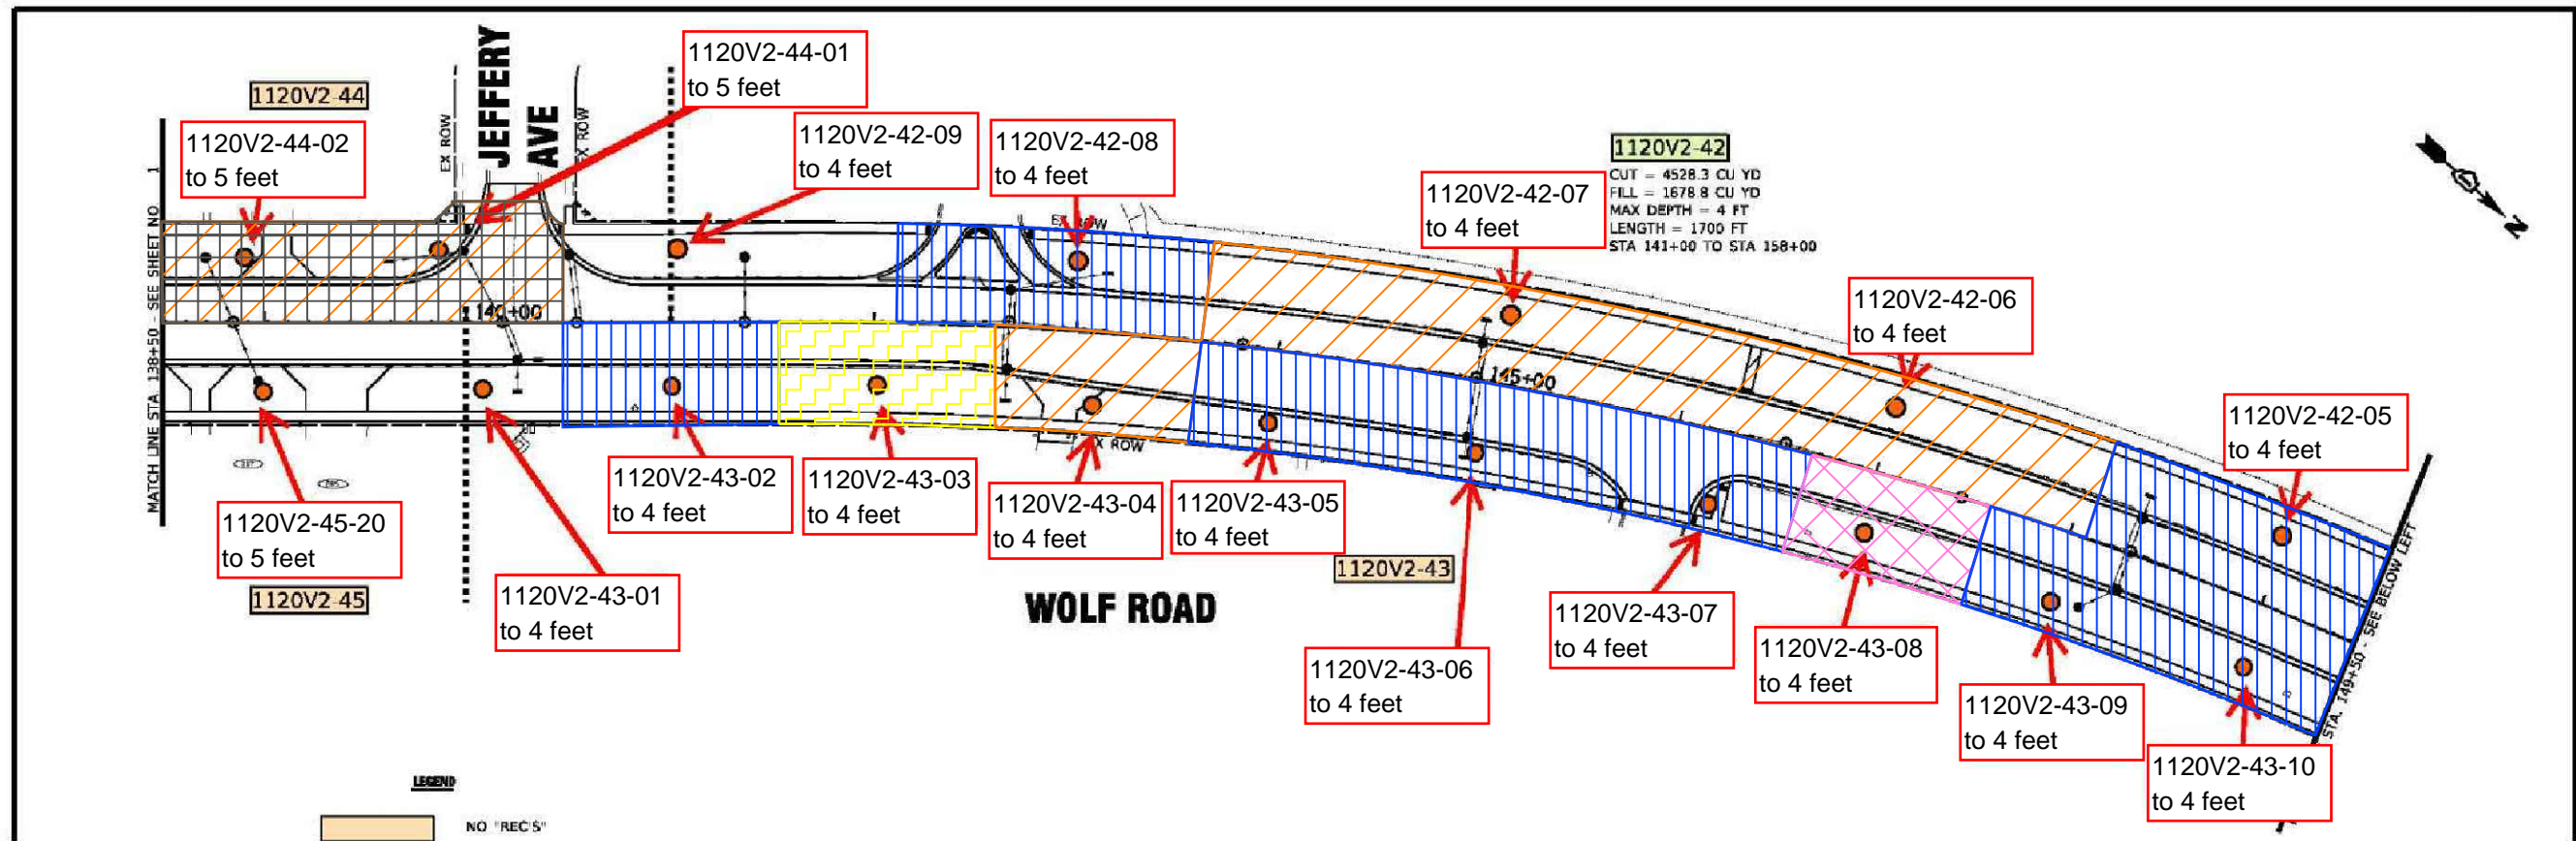 1120V2-44
1120V2-44-02
to 5 feet
JEFFERY
AVE
EX ROW
EX ROW
1120V2-44-01
to 5 feet
1120V2-42-09
to 4 feet
1120V2-42-08
to 4 feet
EX ROW
1120V2-42-07
to 4 feet
1120V2-42
CUT = 4528.3 CU YD
FILL = 1678.8 CU YD
MAX DEPTH = 4 FT
LENGTH = 1700 FT
STA 141+00 TO STA 158+00
N
1120V2-42-06
to 4 feet
1120V2-42-05
to 4 feet
MATCH LINE STA 138+50 - SEE SHEET NO 1
140+00
145+00
EX ROW
STA. 149+50 - SEE BELOW LEFT
1120V2-45-20
to 5 feet
1120V2-45
1120V2-43-01
to 4 feet
1120V2-43-02
to 4 feet
1120V2-43-03
to 4 feet
1120V2-43-04
to 4 feet
1120V2-43-05
to 4 feet
1120V2-43
WOLF ROAD
1120V2-43-06
to 4 feet
1120V2-43-07
to 4 feet
1120V2-43-08
to 4 feet
1120V2-43-09
to 4 feet
1120V2-43-10
to 4 feet
LEGEND
NO "REC'S"